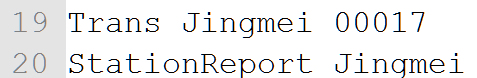 19 Trans Jingmei 00017
20 StationReport Jingmei